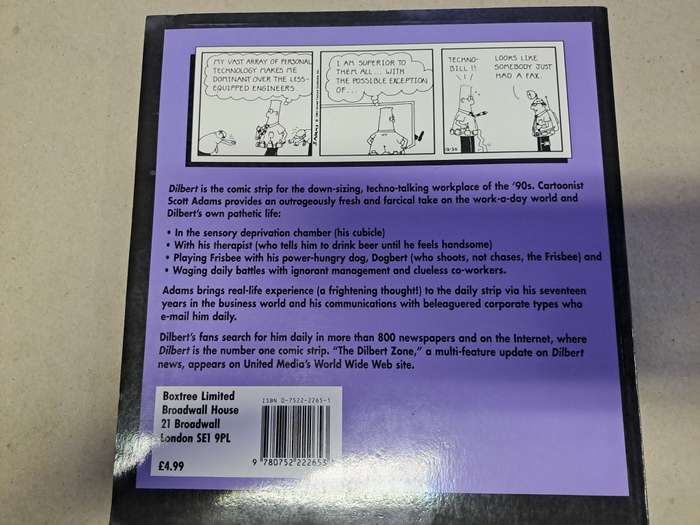 MY VAST ARRAY OF PERSONAL
TECHNOLOGY MAKES ME
DOMINANT OVER THE LESS-
EQUIPPED ENGINEERS
I AM SUPERIOR TO
THEM ALL... WITH
THE POSSIBLE EXCEPTION
OF...
TECHNO-
BILL!!
LOOKS LIKE
SOMEBODY JUST
HAD A FAX.
Dilbert is the comic strip for the down-sizing, techno-talking workplace of the '90s. Cartoonist
Scott Adams provides an outrageously fresh and farcical take on the work-a-day world and
Dilbert's own pathetic life:
• In the sensory deprivation chamber (his cubicle)
• With his therapist (who tells him to drink beer until he feels handsome)
• Playing Frisbee with his power-hungry dog, Dogbert (who shoots, not chases, the Frisbee) and
• Waging daily battles with ignorant management and clueless co-workers.
Adams brings real-life experience (a frightening thought!) to the daily strip via his seventeen
years in the business world and his communications with beleaguered corporate types who
e-mail him daily.
Dilbert's fans search for him daily in more than 800 newspapers and on the Internet, where
Dilbert is the number one comic strip. "The Dilbert Zone," a multi-feature update on Dilbert
news, appears on United Media's World Wide Web site.
Boxtree Limited
Broadwall House
21 Broadwall
London SE1 9PL
£4.99
ISBN 0-7522-2265-1
9 780752 222653